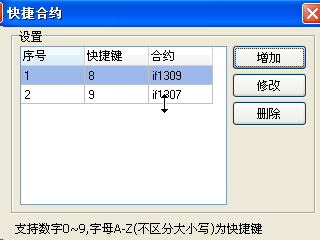 快捷合约
设置
序号 快捷键 合约
1 8 if1309
2 9 if1307
增加
修改
删除
支持数字0~9,字母A-Z(不区分大小写)为快捷键